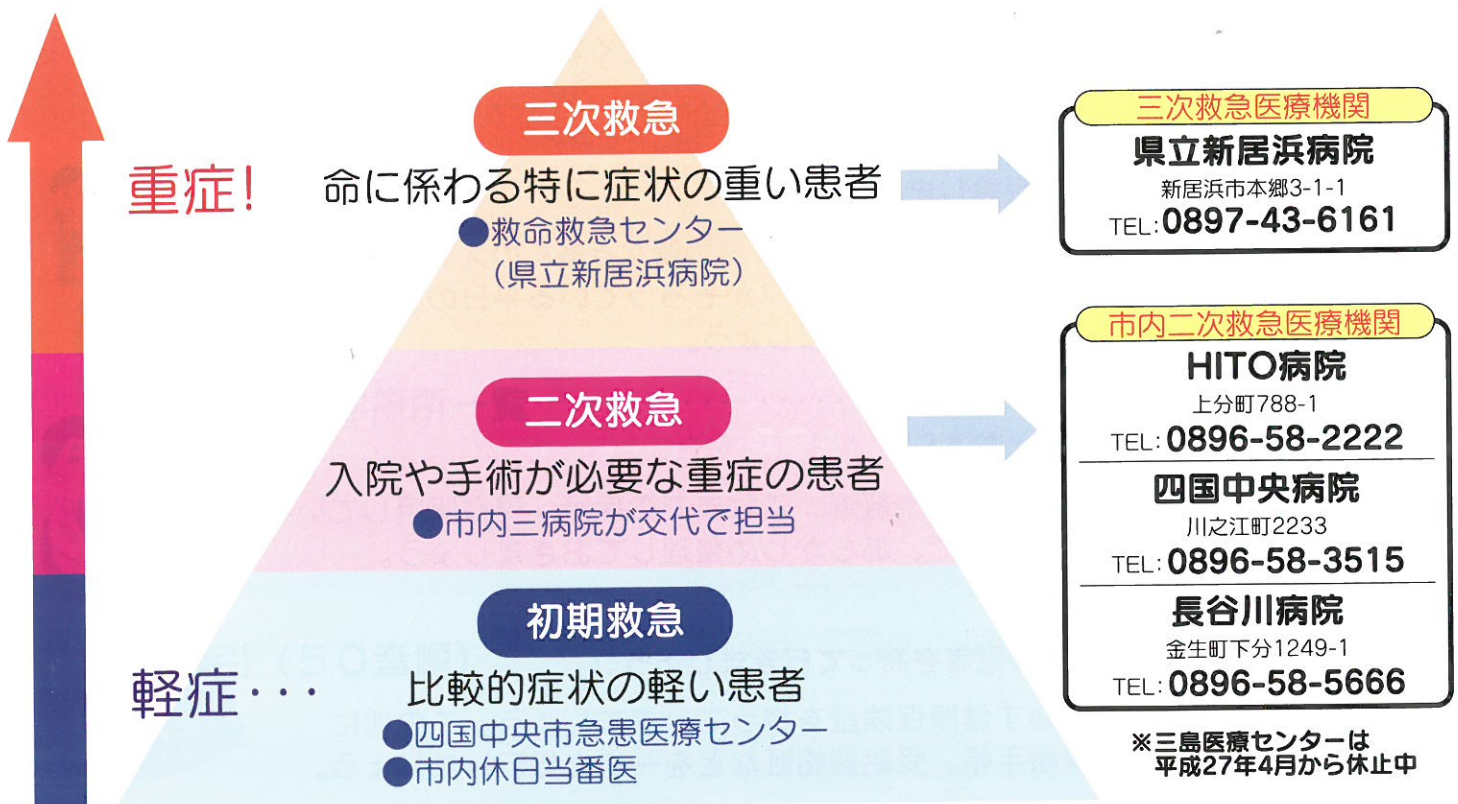 三次救急
重症!
命に係わる特に症状の重い患者
●救命救急センター
(県立新居浜病院)
二次救急
入院や手術が必要な重症の患者
●市内三病院が交代で担当
初期救急
軽症・・・
比較的症状の軽い患者
●四国中央市急患医療センター
●市内休日当番医
三次救急医療機関
県立新居浜病院
新居浜市本郷3-1-1
TEL:0897-43-6161
市内二次救急医療機関
HITO病院
上分町788-1
TEL:0896-58-2222
四国中央病院
川之江町2233
TEL:0896-58-3515
長谷川病院
金生町下分1249-1
TEL:0896-58-5666
※三島医療センターは
平成27年4月から休止中